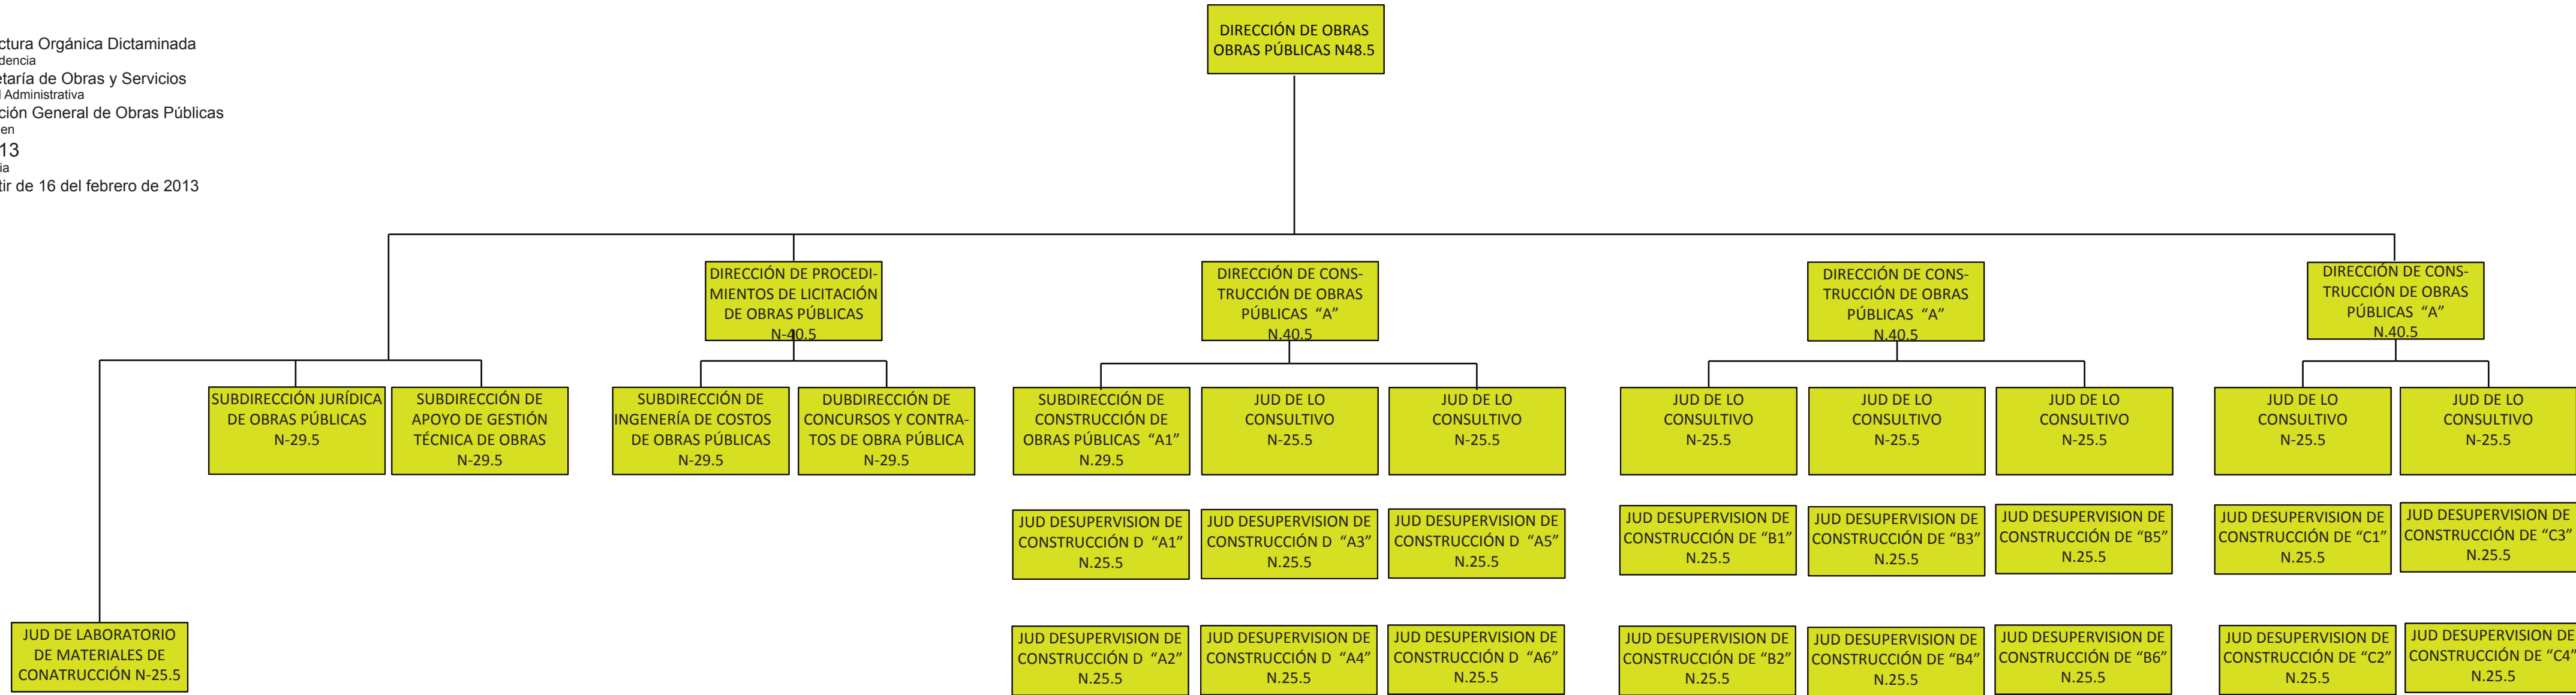 ctura Orgánica Dictaminada
dencia
etaría de Obras y Servicios
Administrativa
ción General de Obras Públicas
en
13
ia
tir de 16 del febrero de 2013
DIRECCIÓN DE OBRAS
OBRAS PÚBLICAS N48.5
DIRECCIÓN DE PROCEDI-
MIENTOS DE LICITACIÓN
DE OBRAS PÚBLICAS
N-40.5
DIRECCIÓN DE CONS-
TRUCCIÓN DE OBRAS
PÚBLICAS “A”
N.40.5
DIRECCIÓN DE CONS-
TRUCCIÓN DE OBRAS
PÚBLICAS “A”
N.40.5
DIRECCIÓN DE CONS-
TRUCCIÓN DE OBRAS
PÚBLICAS “A”
N.40.5
SUBDIRECCIÓN JURÍDICA
DE OBRAS PÚBLICAS
N-29.5
SUBDIRECCIÓN DE
APOYO DE GESTIÓN
TÉCNICA DE OBRAS
N-29.5
SUBDIRECCIÓN DE
INGENERÍA DE COSTOS
DE OBRAS PÚBLICAS
N-29.5
DUBDIRECCIÓN DE
CONCURSOS Y CONTRA-
TOS DE OBRA PÚBLICA
N-29.5
SUBDIRECCIÓN DE
CONSTRUCCIÓN DE
OBRAS PÚBLICAS “A1”
N.29.5
JUD DE LO
CONSULTIVO
N-25.5
JUD DE LO
CONSULTIVO
N-25.5
JUD DE LO
CONSULTIVO
N-25.5
JUD DE LO
CONSULTIVO
N-25.5
JUD DE LO
CONSULTIVO
N-25.5
JUD DE LO
CONSULTIVO
N-25.5
JUD DE LO
CONSULTIVO
N-25.5
JUD DESUPERVISION DE
CONSTRUCCIÓN D “A1”
N.25.5
JUD DESUPERVISION DE
CONSTRUCCIÓN D “A3”
N.25.5
JUD DESUPERVISION DE
CONSTRUCCIÓN D “A5”
N.25.5
JUD DESUPERVISION DE
CONSTRUCCIÓN DE “B1”
N.25.5
JUD DESUPERVISION DE
CONSTRUCCIÓN DE “B3”
N.25.5
JUD DESUPERVISION DE
CONSTRUCCIÓN DE “B5”
N.25.5
JUD DESUPERVISION DE
CONSTRUCCIÓN DE “C1”
N.25.5
JUD DESUPERVISION DE
CONSTRUCCIÓN DE “C3”
N.25.5
JUD DE LABORATORIO
DE MATERIALES DE
CONATRUCCIÓN N-25.5
JUD DESUPERVISION DE
CONSTRUCCIÓN D “A2”
N.25.5
JUD DESUPERVISION DE
CONSTRUCCIÓN D “A4”
N.25.5
JUD DESUPERVISION DE
CONSTRUCCIÓN D “A6”
N.25.5
JUD DESUPERVISION DE
CONSTRUCCIÓN DE “B2”
N.25.5
JUD DESUPERVISION DE
CONSTRUCCIÓN DE “B4”
N.25.5
JUD DESUPERVISION DE
CONSTRUCCIÓN DE “B6”
N.25.5
JUD DESUPERVISION DE
CONSTRUCCIÓN DE “C2”
N.25.5
JUD DESUPERVISION DE
CONSTRUCCIÓN DE “C4”
N.25.5